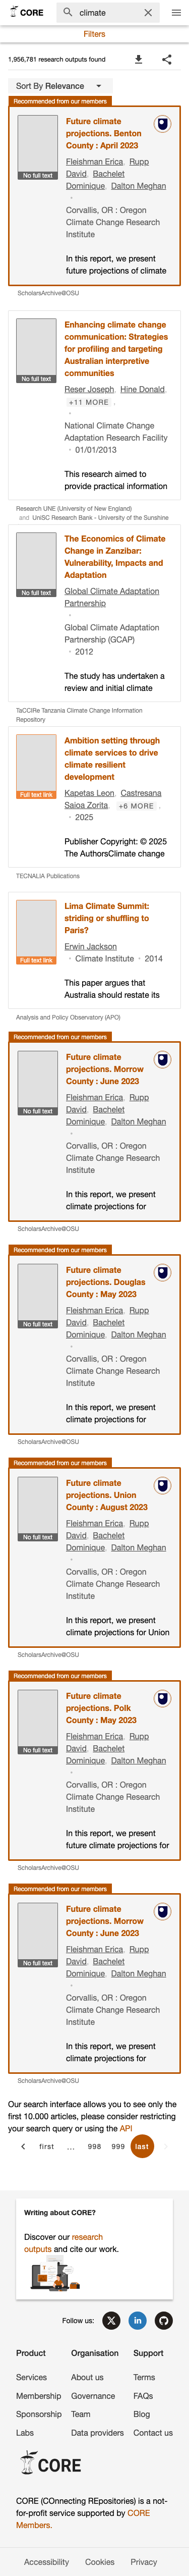 CORE
climate
Filters
1,956,781 research outputs found
Sort By Relevance
Recommended from our members
No full text
Future climate
projections. Benton
County : April 2023
Fleishman Erica, Rupp
David, Bachelet
Dominique, Dalton Meghan
Corvallis, OR : Oregon
Climate Change Research
Institute
In this report, we present
future projections of climate
ScholarsArchive@OSU
No full text
Enhancing climate change
communication: Strategies
for profiling and targeting
Australian interpretive
communities
Reser Joseph, Hine Donald,
+11 MORE .
National Climate Change
Adaptation Research Facility
• 01/01/2013
This research aimed to
provide practical information
Research UNE (University of New England)
and UniSC Research Bank - University of the Sunshine
No full text
The Economics of Climate
Change in Zanzibar:
Vulnerability, Impacts and
Adaptation
Global Climate Adaptation
Partnership
Global Climate Adaptation
Partnership (GCAP)
• 2012
The study has undertaken a
review and initial climate
TaCCIRe Tanzania Climate Change Information
Repository
Full text link
Ambition setting through
climate services to drive
climate resilient
development
Kapetas Leon, Castresana
Saioa Zorita, +6 MORE .
• 2025
Publisher Copyright: © 2025
The AuthorsClimate change
TECNALIA Publications
Full text link
Lima Climate Summit:
striding or shuffling to
Paris?
Erwin Jackson
• Climate Institute • 2014
This paper argues that
Australia should restate its
Analysis and Policy Observatory (APO)
Recommended from our members
No full text
Future climate
projections. Morrow
County : June 2023
Fleishman Erica, Rupp
David, Bachelet
Dominique, Dalton Meghan
Corvallis, OR : Oregon
Climate Change Research
Institute
In this report, we present
climate projections for
ScholarsArchive@OSU
Recommended from our members
No full text
Future climate
projections. Douglas
County : May 2023
Fleishman Erica, Rupp
David, Bachelet
Dominique, Dalton Meghan
Corvallis, OR : Oregon
Climate Change Research
Institute
In this report, we present
climate projections for
ScholarsArchive@OSU
Recommended from our members
No full text
Future climate
projections. Union
County : August 2023
Fleishman Erica, Rupp
David, Bachelet
Dominique, Dalton Meghan
Corvallis, OR : Oregon
Climate Change Research
Institute
In this report, we present
climate projections for Union
ScholarsArchive@OSU
Recommended from our members
No full text
Future climate
projections. Polk
County : May 2023
Fleishman Erica, Rupp
David, Bachelet
Dominique, Dalton Meghan
Corvallis, OR : Oregon
Climate Change Research
Institute
In this report, we present
future climate projections for
ScholarsArchive@OSU
Recommended from our members
No full text
Future climate
projections. Morrow
County : June 2023
Fleishman Erica, Rupp
David, Bachelet
Dominique, Dalton Meghan
Corvallis, OR : Oregon
Climate Change Research
Institute
In this report, we present
climate projections for
ScholarsArchive@OSU
Our search interface allows you to see only the
first 10.000 articles, please consider restricting
your search query or using the API
first ... 998 999 last
Writing about CORE?
Discover our research
outputs and cite our work.
Follow us:
Product Organisation Support
Services About us Terms
Membership Governance FAQs
Sponsorship Team Blog
Labs Data providers Contact us
CORE
CORE (COnnecting REpositories) is a not-
for-profit service supported by CORE
Members.
Accessibility Cookies Privacy